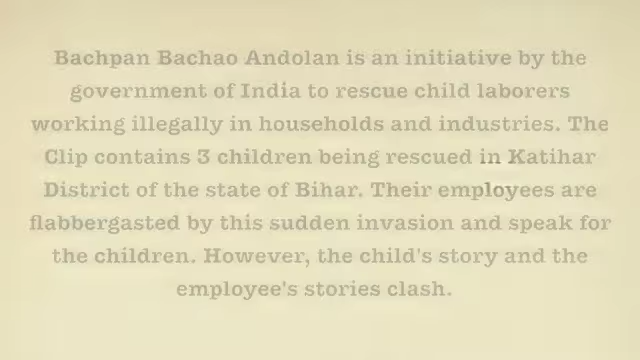 Bachpan Bachao Andolan is an initiative by the
government of India to rescue child laborers
working illegally in households and industries. The
Clip contains 3 children being rescued in Katihar
District of the state of Bihar. Their employees are
flabbergasted by this sudden invasion and speak for
the children. However, the child's story and the
employee's stories clash.